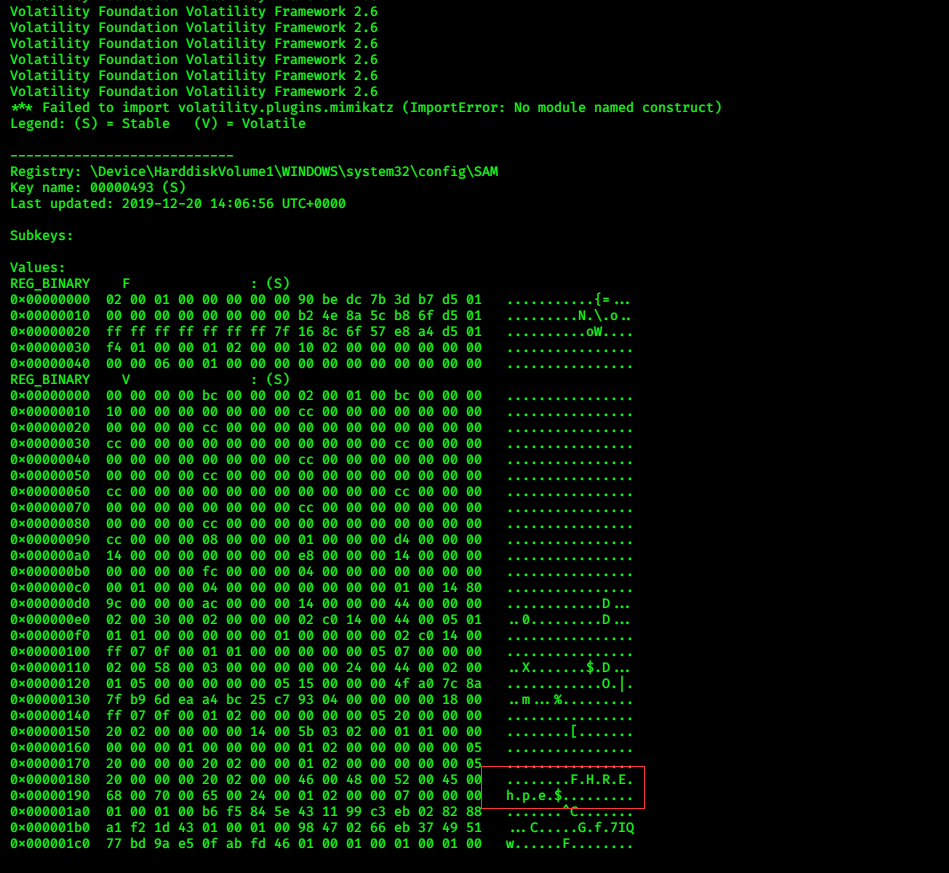 Volatility Foundation Volatility Framework 2.6
Volatility Foundation Volatility Framework 2.6
Volatility Foundation Volatility Framework 2.6
Volatility Foundation Volatility Framework 2.6
Volatility Foundation Volatility Framework 2.6
Volatility Foundation Volatility Framework 2.6
*** Failed to import volatility.plugins.mimikatz (ImportError: No module named construct)
Legend: (S) = Stable   (V) = Volatile

----------------------------
Registry: \Device\HarddiskVolume1\WINDOWS\system32\config\SAM
Key name: 00000493 (S)
Last updated: 2019-12-20 14:06:56 UTC+0000

Subkeys:

Values:
REG_BINARY    F               : (S)
0x00000000  02 00 01 00 00 00 00 00 90 be dc 7b 3d b7 d5 01   ...........{=...
0x00000010  00 00 00 00 00 00 00 00 b2 4e 8a 5c b8 6f d5 01   .........N.\.o..
0x00000020  ff ff ff ff ff ff ff 7f 16 8c 6f 57 e8 a4 d5 01   ..........oW....
0x00000030  f4 01 00 00 01 02 00 00 10 02 00 00 00 00 00 00   ................
0x00000040  00 00 06 00 01 00 00 00 00 00 00 00 00 00 00 00   ................
REG_BINARY    V               : (S)
0x00000000  00 00 00 00 bc 00 00 00 02 00 01 00 bc 00 00 00   ................
0x00000010  10 00 00 00 00 00 00 00 cc 00 00 00 00 00 00 00   ................
0x00000020  00 00 00 00 cc 00 00 00 00 00 00 00 00 00 00 00   ................
0x00000030  cc 00 00 00 00 00 00 00 00 00 00 00 cc 00 00 00   ................
0x00000040  00 00 00 00 00 00 00 00 cc 00 00 00 00 00 00 00   ................
0x00000050  00 00 00 00 cc 00 00 00 00 00 00 00 00 00 00 00   ................
0x00000060  cc 00 00 00 00 00 00 00 00 00 00 00 cc 00 00 00   ................
0x00000070  00 00 00 00 00 00 00 00 cc 00 00 00 00 00 00 00   ................
0x00000080  00 00 00 00 cc 00 00 00 00 00 00 00 00 00 00 00   ................
0x00000090  cc 00 00 00 08 00 00 00 01 00 00 00 d4 00 00 00   ................
0x000000a0  14 00 00 00 00 00 00 00 e8 00 00 00 14 00 00 00   ................
0x000000b0  00 00 00 00 fc 00 00 00 04 00 00 00 00 00 00 00   ................
0x000000c0  00 01 00 00 04 00 00 00 00 00 00 00 01 00 14 80   ................
0x000000d0  9c 00 00 00 ac 00 00 00 14 00 00 00 44 00 00 00   ............D...
0x000000e0  02 00 30 00 02 00 00 00 02 c0 14 00 44 00 05 01   ..0.........D...
0x000000f0  01 01 00 00 00 00 00 01 00 00 00 00 02 c0 14 00   ................
0x00000100  ff 07 0f 00 01 01 00 00 00 00 00 05 07 00 00 00   ................
0x00000110  02 00 58 00 03 00 00 00 00 00 24 00 44 00 02 00   ..X.......$.D...
0x00000120  01 05 00 00 00 00 00 05 15 00 00 00 4f a0 7c 8a   ............O.|.
0x00000130  7f b9 6d ea a4 bc 25 c7 93 04 00 00 00 00 18 00   ..m...%.........
0x00000140  ff 07 0f 00 01 02 00 00 00 00 00 05 20 00 00 00   ................
0x00000150  20 02 00 00 00 00 14 00 5b 03 02 00 01 01 00 00   ........[.......
0x00000160  00 00 00 01 00 00 00 00 01 02 00 00 00 00 00 05   ................
0x00000170  20 00 00 00 20 02 00 00 01 02 00 00 00 00 00 05   ................
0x00000180  20 00 00 00 20 02 00 00 46 00 48 00 52 00 45 00   ........F.H.R.E.
0x00000190  68 00 70 00 65 00 24 00 01 02 00 00 07 00 00 00   h.p.e.$.........
0x000001a0  01 00 01 00 b6 f5 84 5e 43 11 99 c3 eb 02 82 88   .......^C.......
0x000001b0  a1 f2 1d 43 01 00 01 00 98 47 02 66 eb 37 49 51   ...C.....G.f.7IQ
0x000001c0  77 bd 9a e5 0f ab fd 46 01 00 01 00 01 00 01 00   w......F........